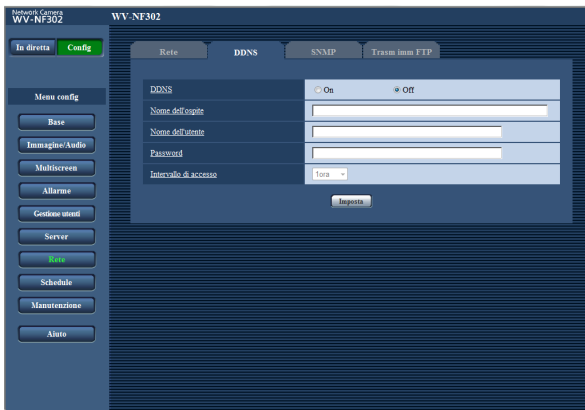 Network Camera
WV-NF302
WV-NF302
In diretta Config
Menu config
Base
Immagine/Audio
Multiscreen
Allarme
Gestione utenti
Server
Rete
Schedule
Manutenzione
Aiuto
Rete DDNS SNMP Trasm imm FTP
DDNS On Off
Nome dell'ospite
Nome dell'utente
Password
Intervallo di accesso 1ora
Imposta